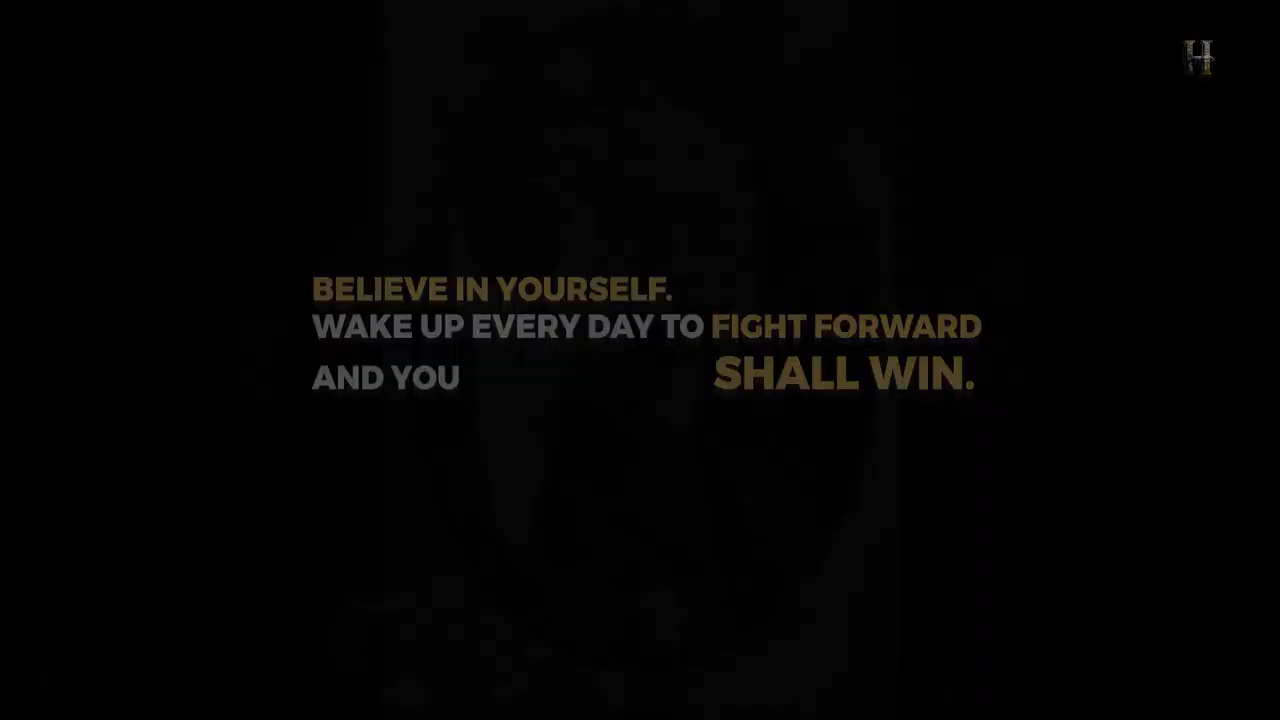 H
BELIEVE IN YOURSELF.
WAKE UP EVERY DAY TO FIGHT FORWARD
AND YOU SHALL WIN.